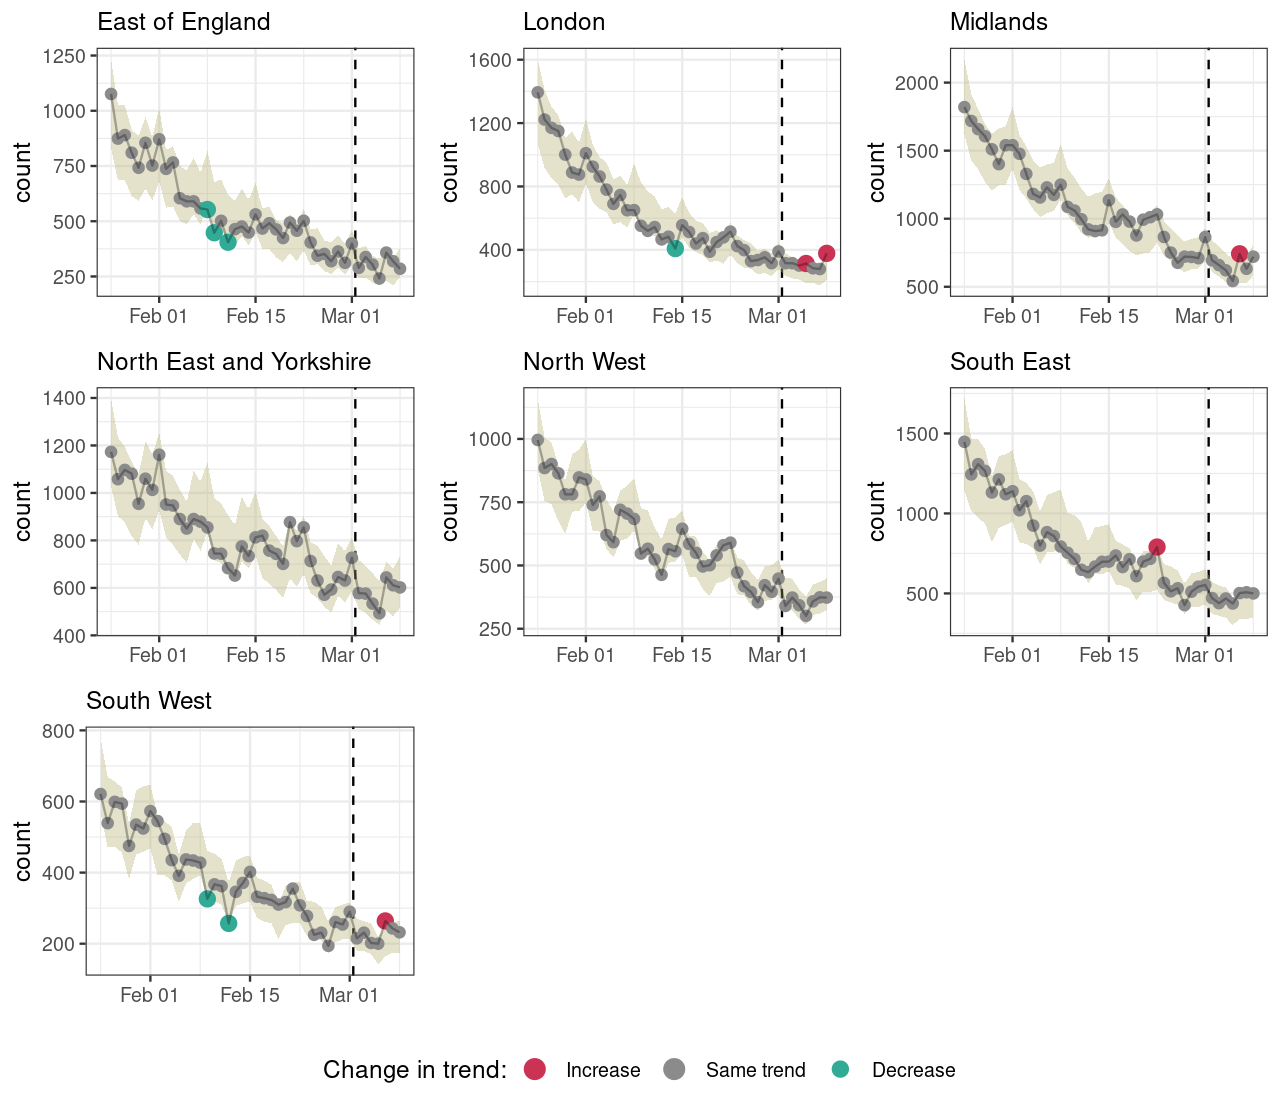 East of England
London
Midlands
count
1250
1000
750
500
250
Feb 01
Feb 15
Mar 01
count
1600
1200
800
400
Feb 01
Feb 15
Mar 01
count
2000
1500
1000
500
Feb 01
Feb 15
Mar 01
North East and Yorkshire
North West
South East
count
1400
1200
1000
800
600
400
Feb 01
Feb 15
Mar 01
count
1000
750
500
250
Feb 01
Feb 15
Mar 01
count
1500
1000
500
Feb 01
Feb 15
Mar 01
South West
count
800
600
400
200
Feb 01
Feb 15
Mar 01
Change in trend: Increase Same trend Decrease